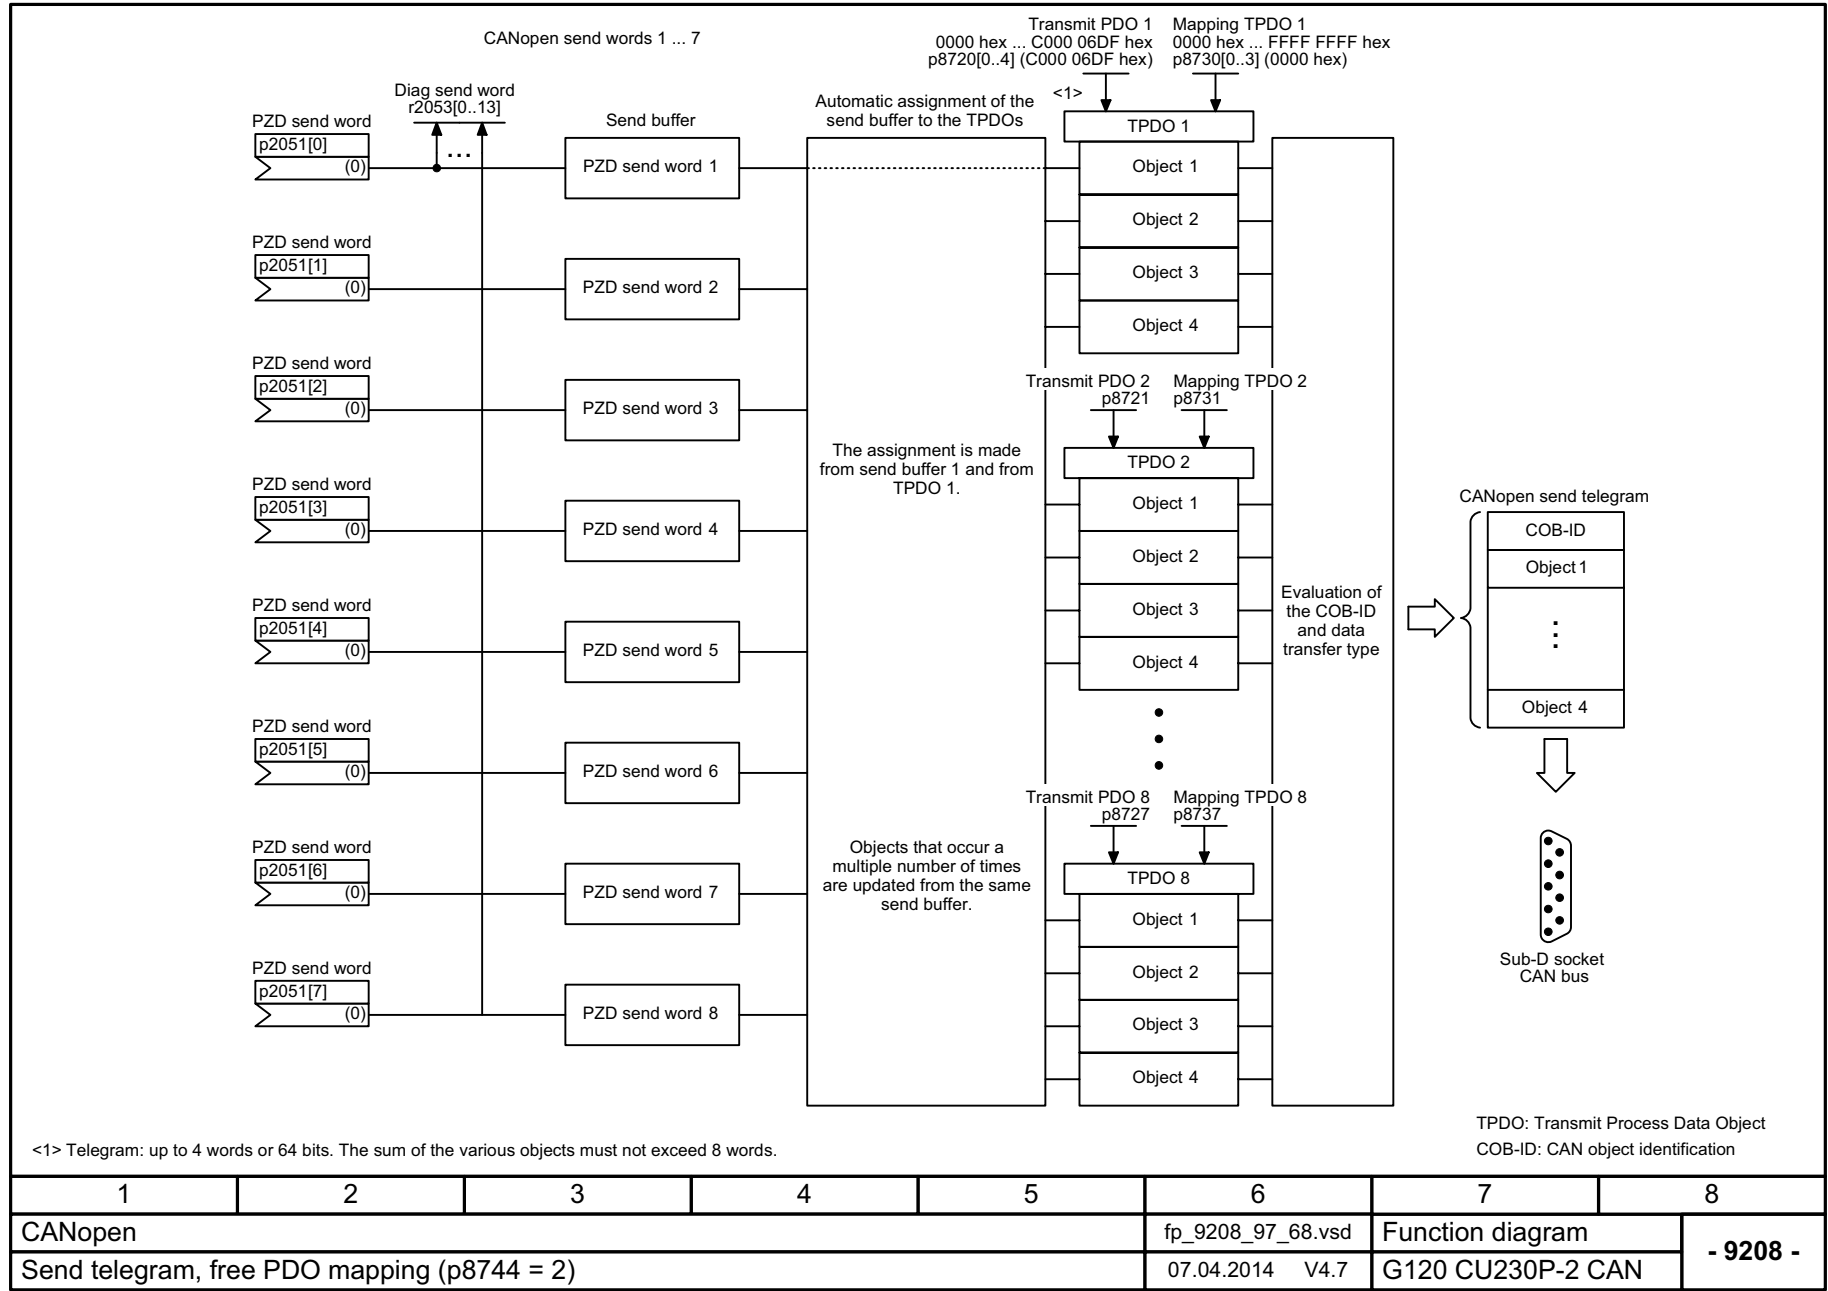 CANopen send words 1 ... 7
Transmit PDO 1
0000 hex ... C000 06DF hex
p8720[0..4] (C000 06DF hex)
Mapping TPDO 1
0000 hex ... FFFF FFFF hex
p8730[0..3] (0000 hex)
Diag send word
r2053[0..13]
...
Send buffer
Automatic assignment of the
send buffer to the TPDOs
<1>
PZD send word
p2051[0]
(0)
PZD send word 1
PZD send word
p2051[1]
(0)
PZD send word 2
PZD send word
p2051[2]
(0)
PZD send word 3
PZD send word
p2051[3]
(0)
PZD send word 4
PZD send word
p2051[4]
(0)
PZD send word 5
PZD send word
p2051[5]
(0)
PZD send word 6
PZD send word
p2051[6]
(0)
PZD send word 7
PZD send word
p2051[7]
(0)
PZD send word 8
The assignment is made
from send buffer 1 and from
TPDO 1.
Objects that occur a
multiple number of times
are updated from the same
send buffer.
TPDO 1
Object 1
Object 2
Object 3
Object 4
Transmit PDO 2
p8721
Mapping TPDO 2
p8731
TPDO 2
Object 1
Object 2
Object 3
Object 4
Transmit PDO 8
p8727
Mapping TPDO 8
p8737
TPDO 8
Object 1
Object 2
Object 3
Object 4
Evaluation of
the COB-ID
and data
transfer type
CANopen send telegram
COB-ID
Object 1
Object 4
Sub-D socket
CAN bus
TPDO: Transmit Process Data Object
COB-ID: CAN object identification
<1> Telegram: up to 4 words or 64 bits. The sum of the various objects must not exceed 8 words.
1 2 3 4 5 6 7 8
CANopen
fp_9208_97_68.vsd
Function diagram
- 9208 -
Send telegram, free PDO mapping (p8744 = 2)
07.04.2014 V4.7
G120 CU230P-2 CAN